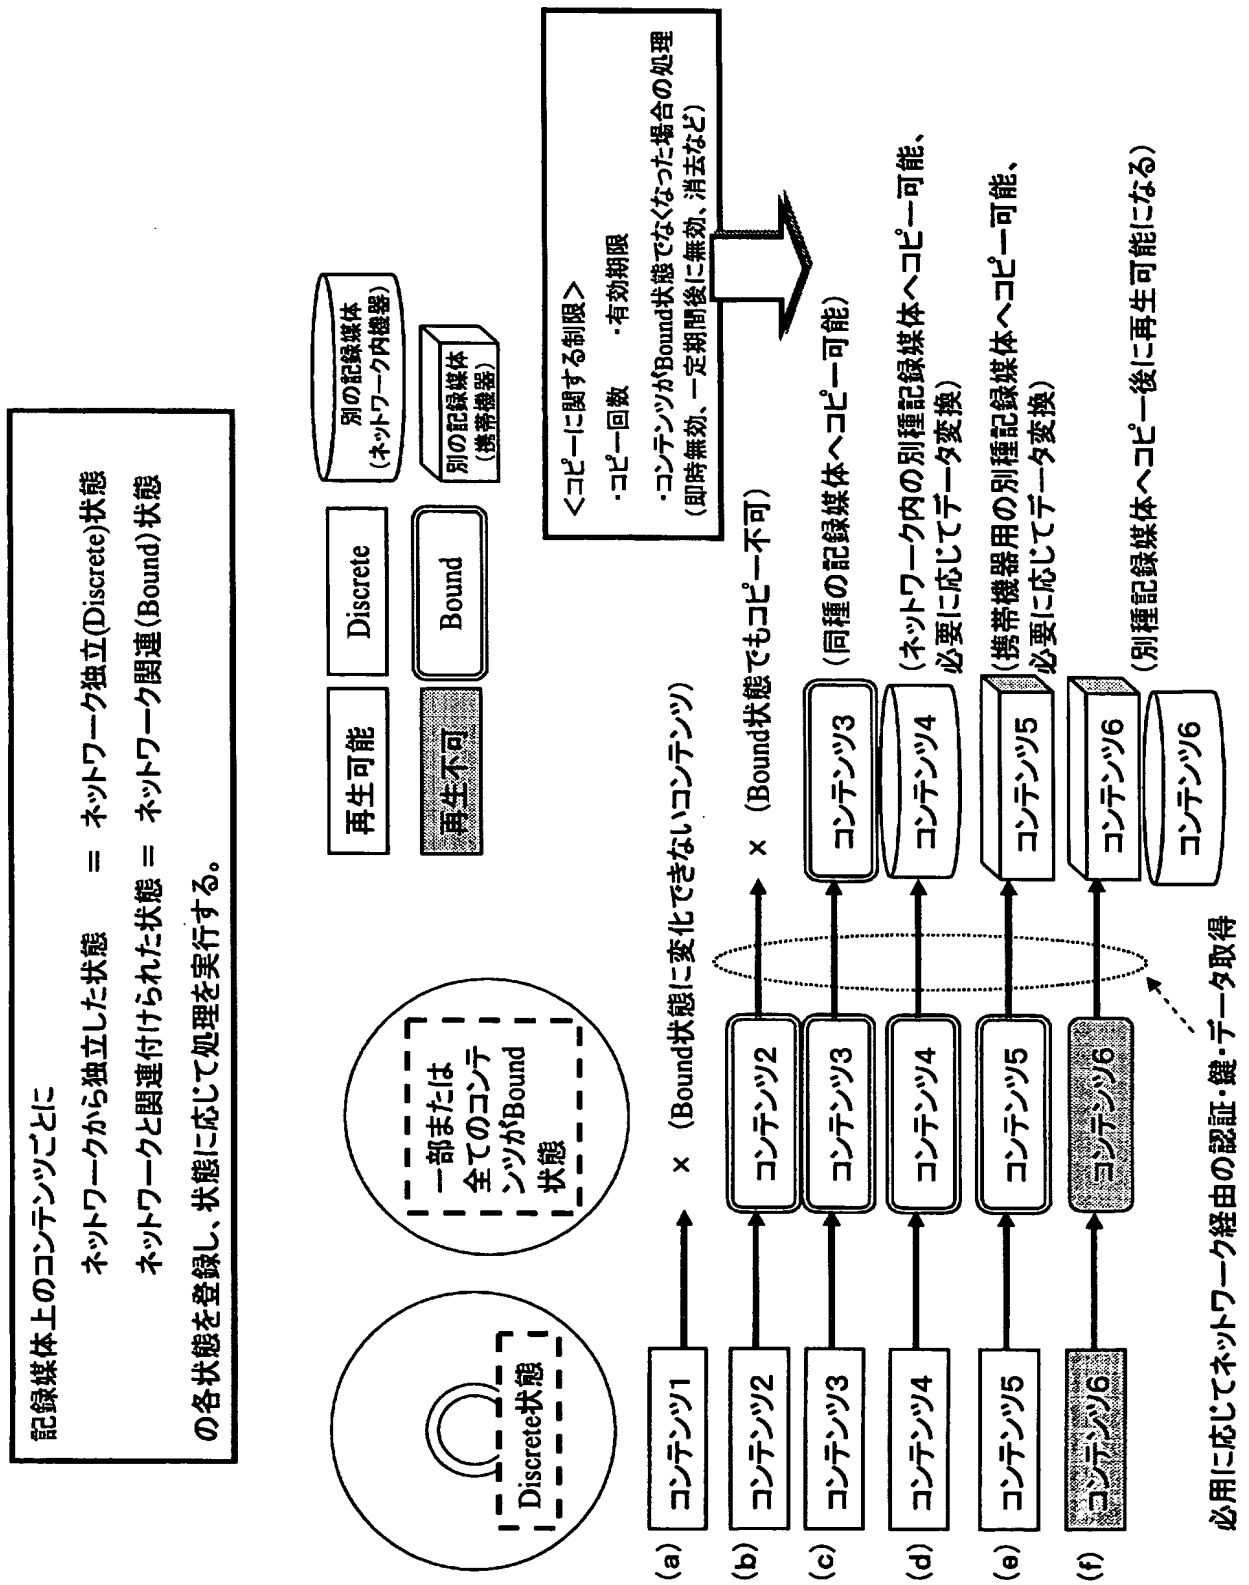 記録媒体上のコンテンツごとに
ネットワークから独立した状態 ＝ ネットワーク独立(Discrete)状態
ネットワークと関連付けられた状態 ＝ ネットワーク関連(Bound)状態
の各状態を登録し、状態に応じて処理を実行する。
再生可能
Discrete
別の記録媒体
(ネットワーク内機器)
再生不可
Bound
別の記録媒体
(携帯機器)
Discrete状態
一部または
全てのコンテ
ンツがBound
状態
<コピーに関する制限>
・コピー回数 ・有効期限
・コンテンツがBound状態でなくなった場合の処理
(即時無効、一定期間後に無効、消去など)
(a) コンテンツ1 × (Bound状態に変化できないコンテンツ)
(b) コンテンツ2 コンテンツ2 × (Bound状態でもコピー不可)
(c) コンテンツ3 コンテンツ3 コンテンツ3 (同種の記録媒体へコピー可能)
(d) コンテンツ4 コンテンツ4 コンテンツ4 (ネットワーク内の別種記録媒体へコピー可能、
必要に応じてデータ変換)
(e) コンテンツ5 コンテンツ5 コンテンツ5 (携帯機器用の別種記録媒体へコピー可能、
必要に応じてデータ変換)
(f) コンテンツ6 コンテンツ6 コンテンツ6 (別種記録媒体へコピー後に再生可能になる)
コンテンツ6
必用に応じてネットワーク経由の認証・鍵・データ取得